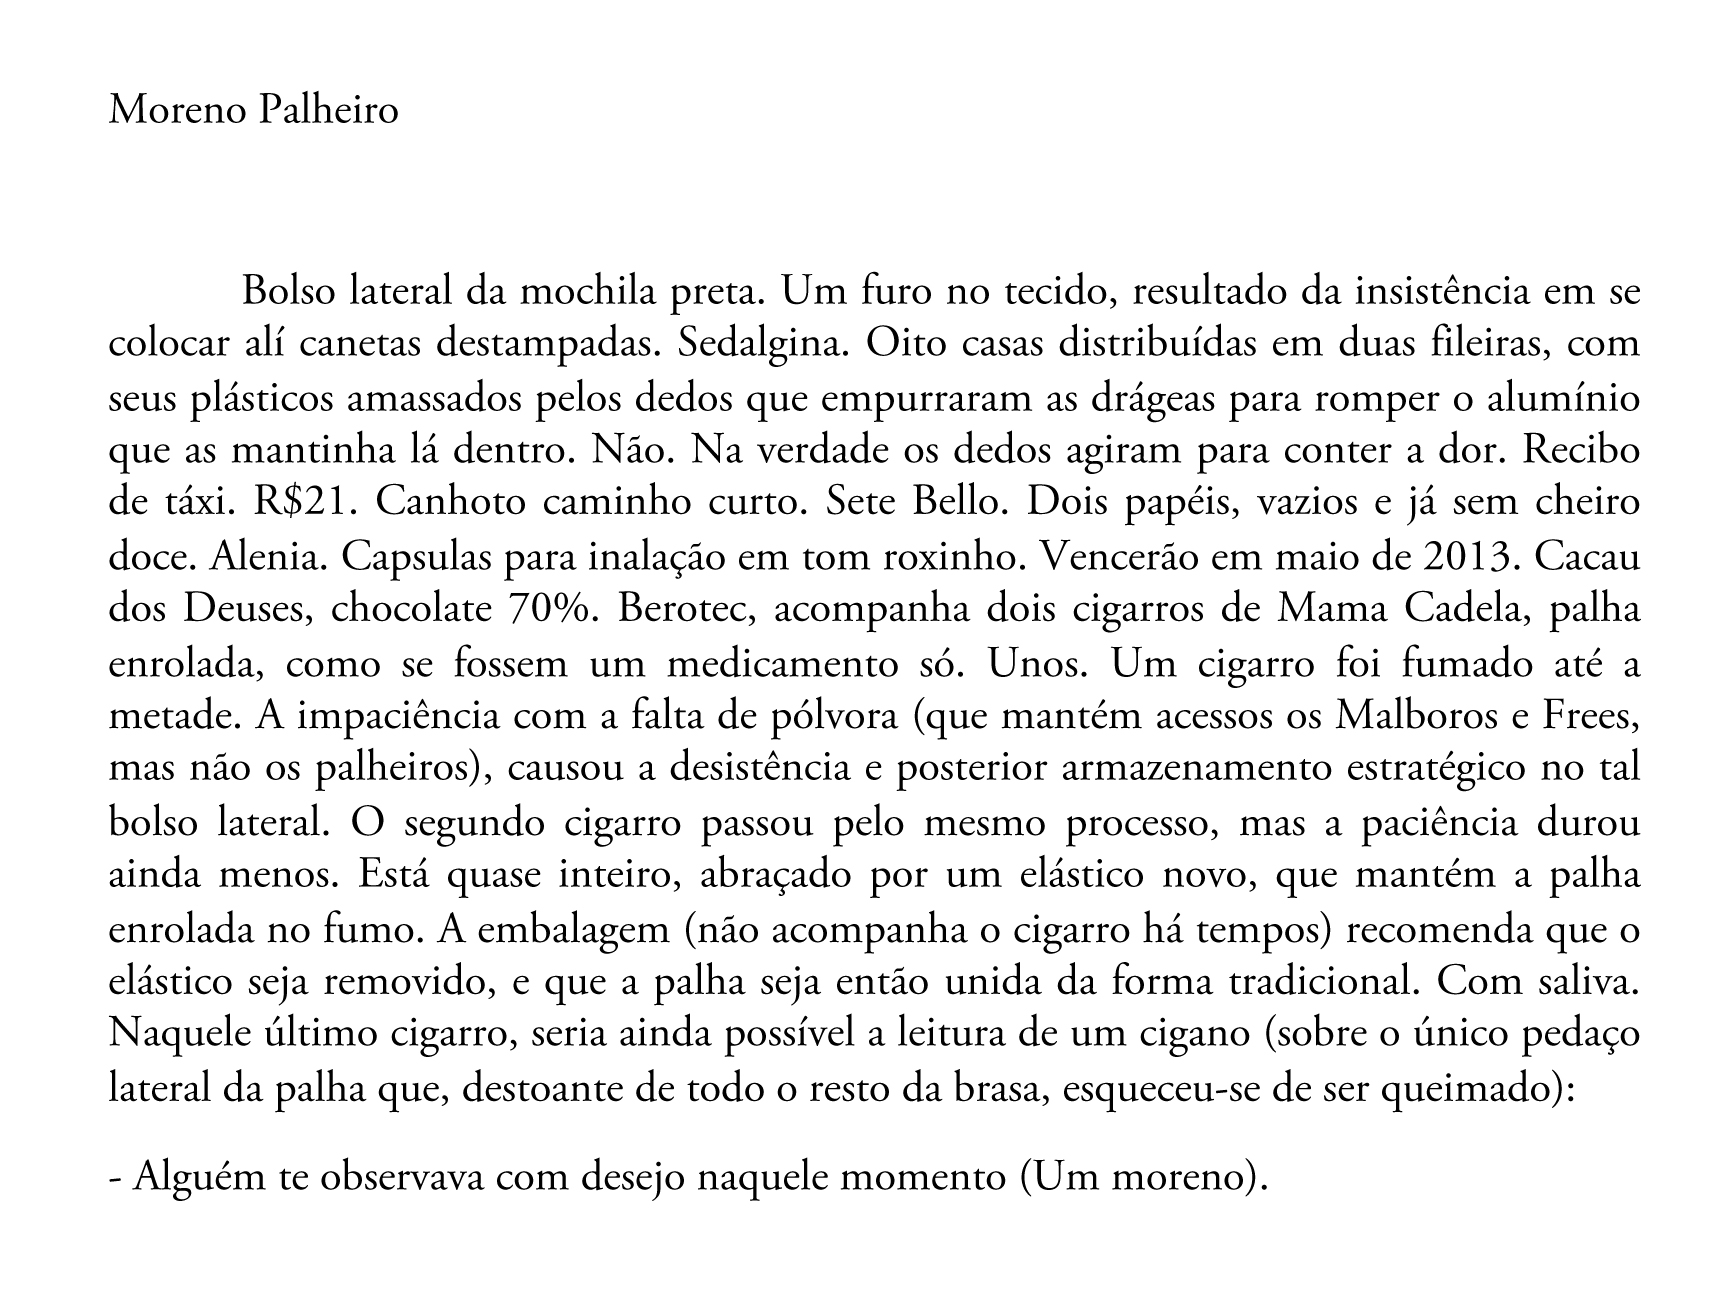 Moreno Palheiro
Bolso lateral da mochila preta. Um furo no tecido, resultado da insistência em se
colocar alí canetas destampadas. Sedalgina. Oito casas distribuídas em duas fileiras, com
seus plásticos amassados pelos dedos que empurraram as drágeas para romper o alumínio
que as mantinha lá dentro. Não. Na verdade os dedos agiram para conter a dor. Recibo
de táxi. R$21. Canhoto caminho curto. Sete Bello. Dois papéis, vazios e já sem cheiro
doce. Alenia. Capsulas para inalação em tom roxinho. Vencerão em maio de 2013. Cacau
dos Deuses, chocolate 70%. Berotec, acompanha dois cigarros de Mama Cadela, palha
enrolada, como se fossem um medicamento só. Unos. Um cigarro foi fumado até a
metade. A impaciência com a falta de pólvora (que mantém acessos os Malboros e Frees,
mas não os palheiros), causou a desistência e posterior armazenamento estratégico no tal
bolso lateral. O segundo cigarro passou pelo mesmo processo, mas a paciência durou
ainda menos. Está quase inteiro, abraçado por um elástico novo, que mantém a palha
enrolada no fumo. A embalagem (não acompanha o cigarro há tempos) recomenda que o
elástico seja removido, e que a palha seja então unida da forma tradicional. Com saliva.
Naquele último cigarro, seria ainda possível a leitura de um cigano (sobre o único pedaço
lateral da palha que, destoante de todo o resto da brasa, esqueceu-se de ser queimado):
- Alguém te observava com desejo naquele momento (Um moreno).